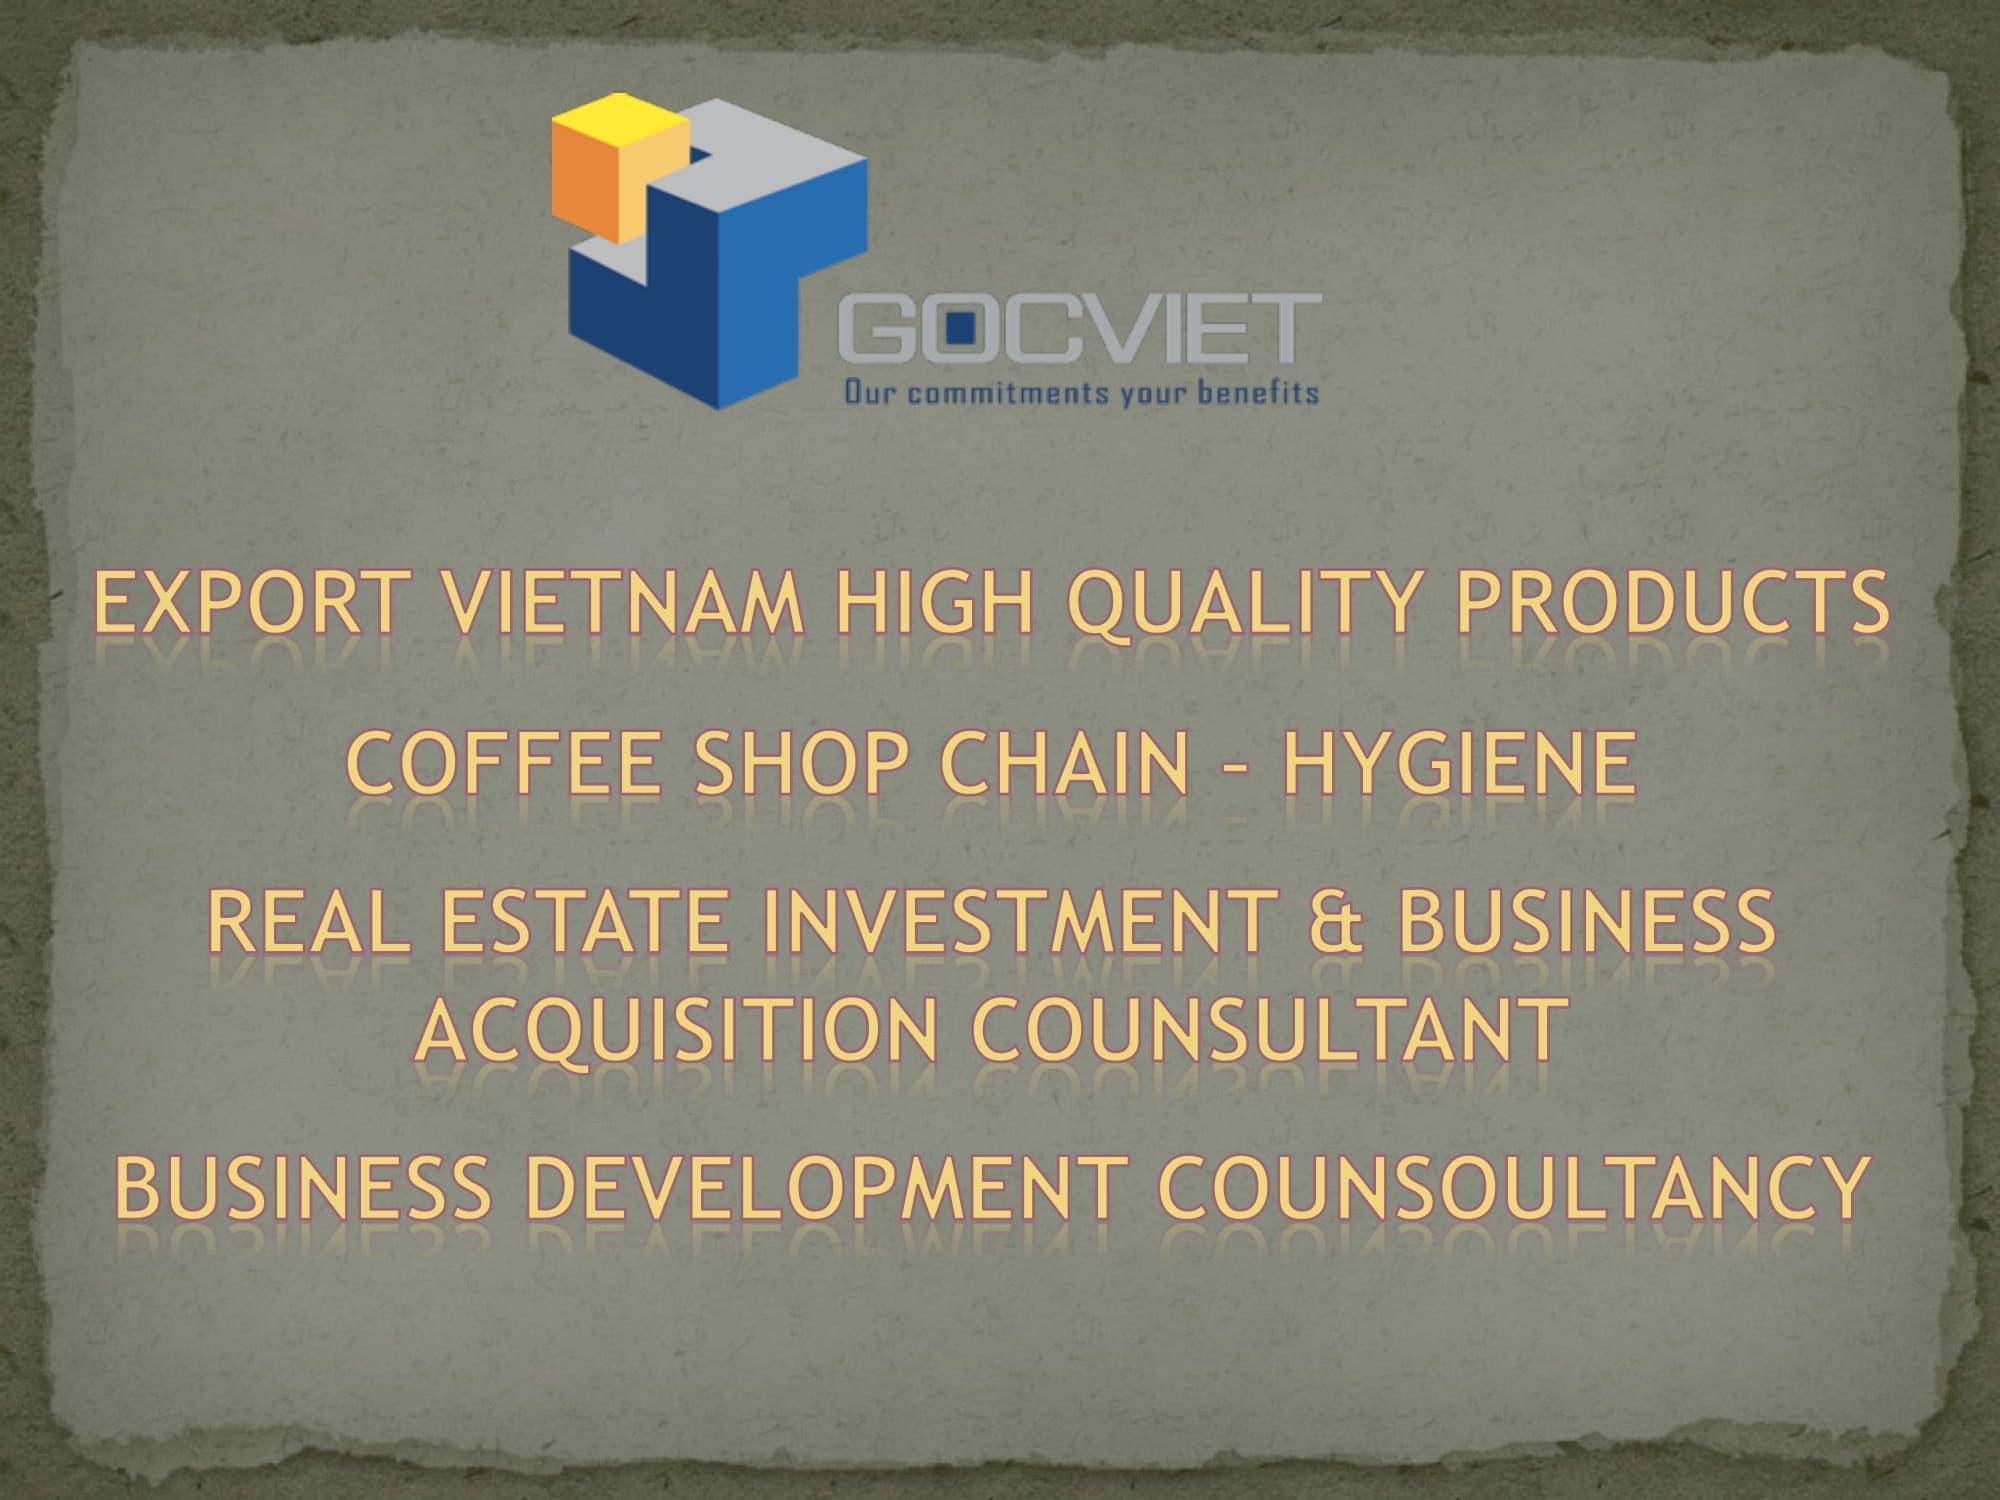 GOCVIET
Our commitments your benefits
EXPORT VIETNAM HIGH QUALITY PRODUCTS
COFFEE SHOP CHAIN - HYGIENE
REAL ESTATE INVESTMENT & BUSINESS
ACQUISITION COUNSULTANT
BUSINESS DEVELOPMENT COUNSOULTANCY